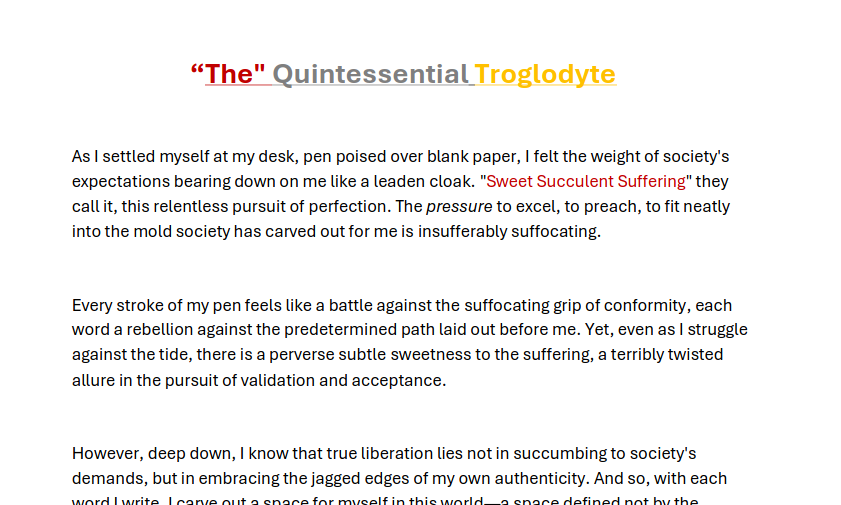 “The" Quintessential Troglodyte
As I settled myself at my desk, pen poised over blank paper, I felt the weight of society's
expectations bearing down on me like a leaden cloak. "Sweet Succulent Suffering" they
call it, this relentless pursuit of perfection. The pressure to excel, to preach, to fit neatly
into the mold society has carved out for me is insufferably suffocating.
Every stroke of my pen feels like a battle against the suffocating grip of conformity, each
word a rebellion against the predetermined path laid out before me. Yet, even as I struggle
against the tide, there is a perverse subtle sweetness to the suffering, a terribly twisted
allure in the pursuit of validation and acceptance.
However, deep down, I know that true liberation lies not in succumbing to society's
demands, but in embracing the jagged edges of my own authenticity. And so, with each
word I write, I carve out a space for myself in this world—a space defined not by the